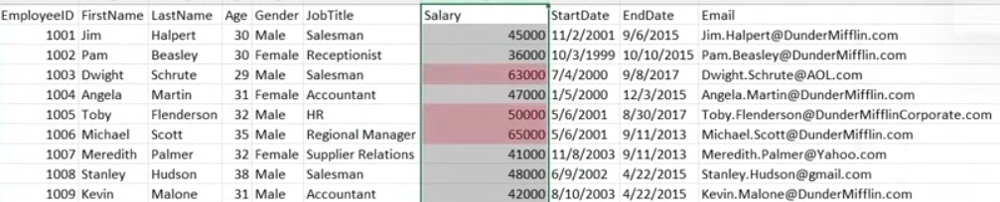 EmployeeID FirstName LastName Age Gender JobTitle Salary StartDate EndDate Email
1001 Jim Halpert 30 Male Salesman 45000 11/2/2001 9/6/2015 Jim.Halpert@DunderMifflin.com
1002 Pam Beasley 30 Female Receptionist 36000 10/3/1999 10/10/2015 Pam.Beasley@DunderMifflin.com
1003 Dwight Schrute 29 Male Salesman 63000 7/4/2000 9/8/2017 Dwight.Schrute@AOL.com
1004 Angela Martin 31 Female Accountant 47000 1/5/2000 12/3/2015 Angela.Martin@DunderMifflin.com
1005 Toby Flenderson 32 Male HR 50000 5/6/2001 8/30/2017 Toby.Flenderson@DunderMifflinCorporate.com
1006 Michael Scott 35 Male Regional Manager 65000 5/6/2001 9/11/2013 Michael.Scott@DunderMifflin.com
1007 Meredith Palmer 32 Female Supplier Relations 41000 11/8/2003 9/11/2013 Meredith.Palmer@Yahoo.com
1008 Stanley Hudson 38 Male Salesman 48000 6/9/2002 4/22/2015 Stanley.Hudson@gmail.com
1009 Kevin Malone 31 Male Accountant 42000 8/10/2003 4/22/2015 Kevin.Malone@DunderMifflin.com